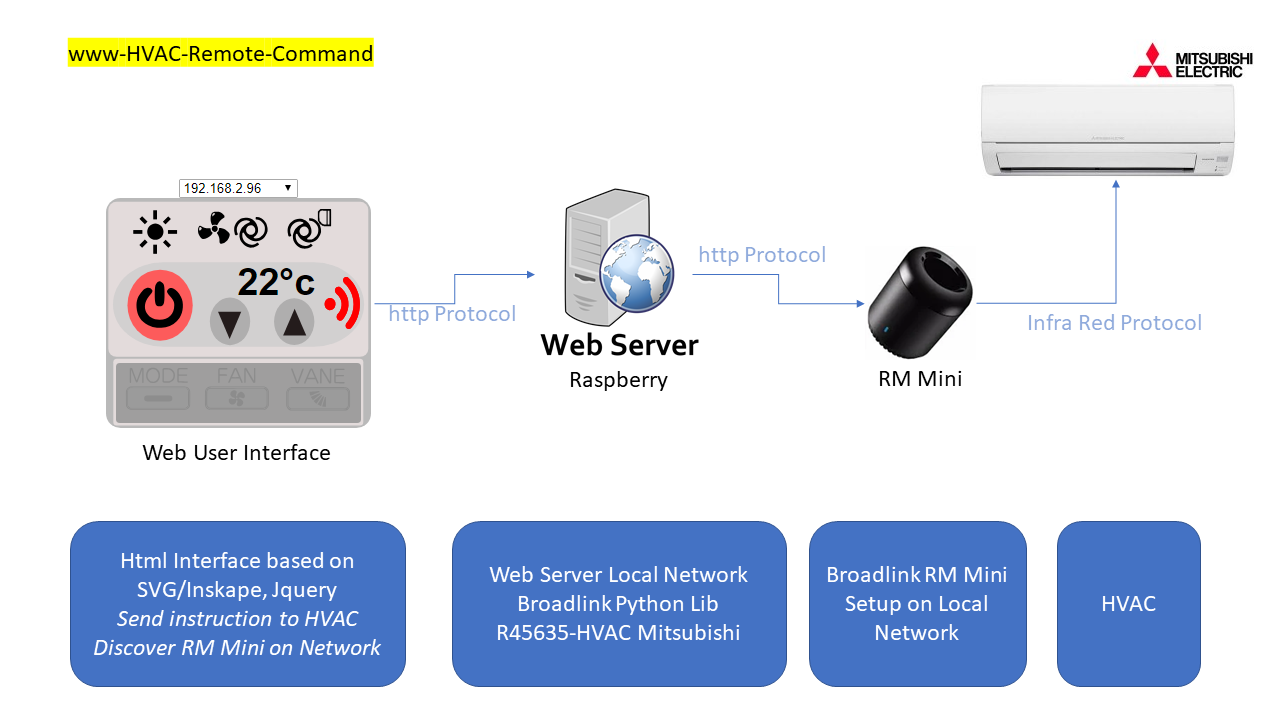 www-HVAC-Remote-Command
MITSUBISHI
ELECTRIC
192.168.2.96
22°c
MODE FAN VANE
Web User Interface
http Protocol
Web Server
Raspberry
http Protocol
RM Mini
Infra Red Protocol
Html Interface based on
SVG/Inskape, Jquery
Send instruction to HVAC
Discover RM Mini on Network
Web Server Local Network
Broadlink Python Lib
R45635-HVAC Mitsubishi
Broadlink RM Mini
Setup on Local
Network
HVAC